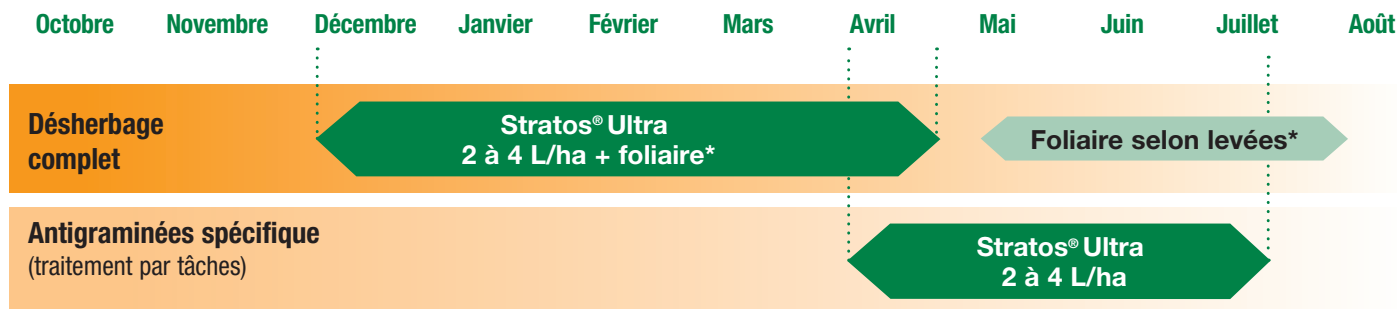 Octobre Novembre Décembre Janvier Février Mars Avril Mai Juin Juillet Août
Désherbage
complet
Stratos® Ultra
2 à 4 L/ha + foliaire*
Foliaire selon levées*
Antigraminées spécifique
(traitement par tâches)
Stratos® Ultra
2 à 4 L/ha